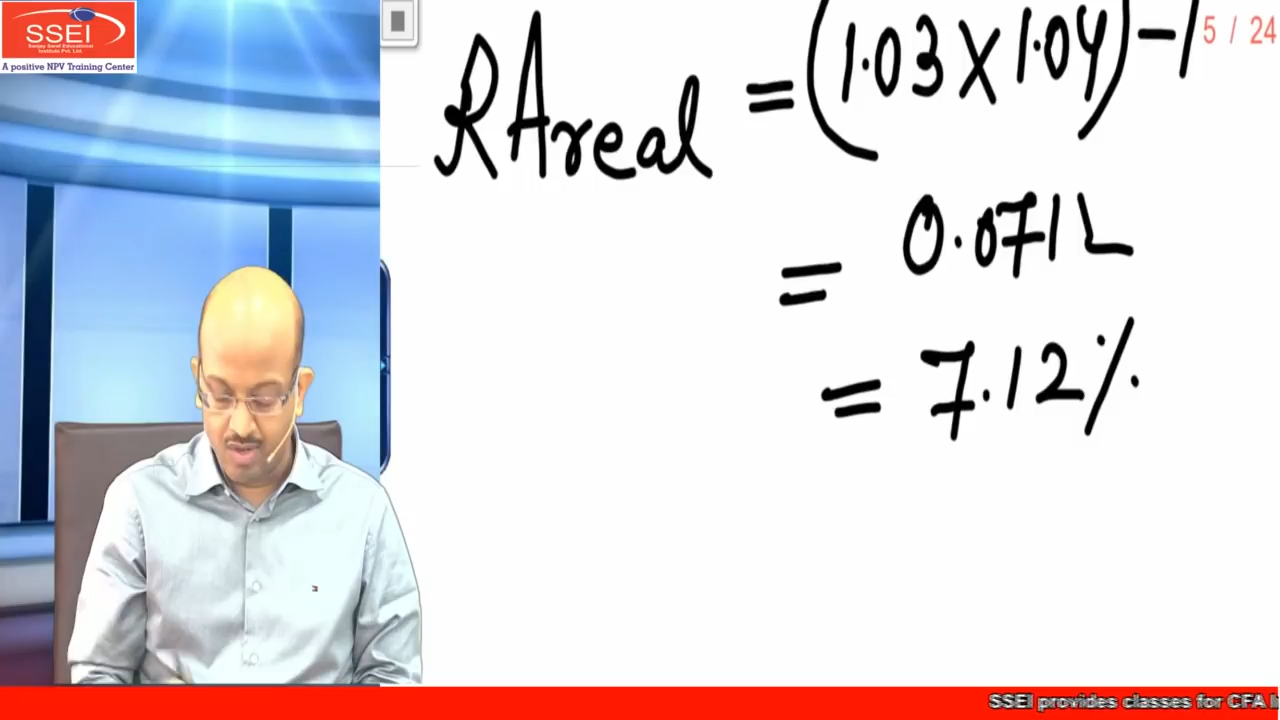 SSEI
Sanjay Saraf Educational
Institute Pvt. Ltd.
A positive NPV Training Center
5 / 24
RAreal = (1.03 × 1.04) - 1
= 0.0712
= 7.12%
SSEI provides classes for CFA